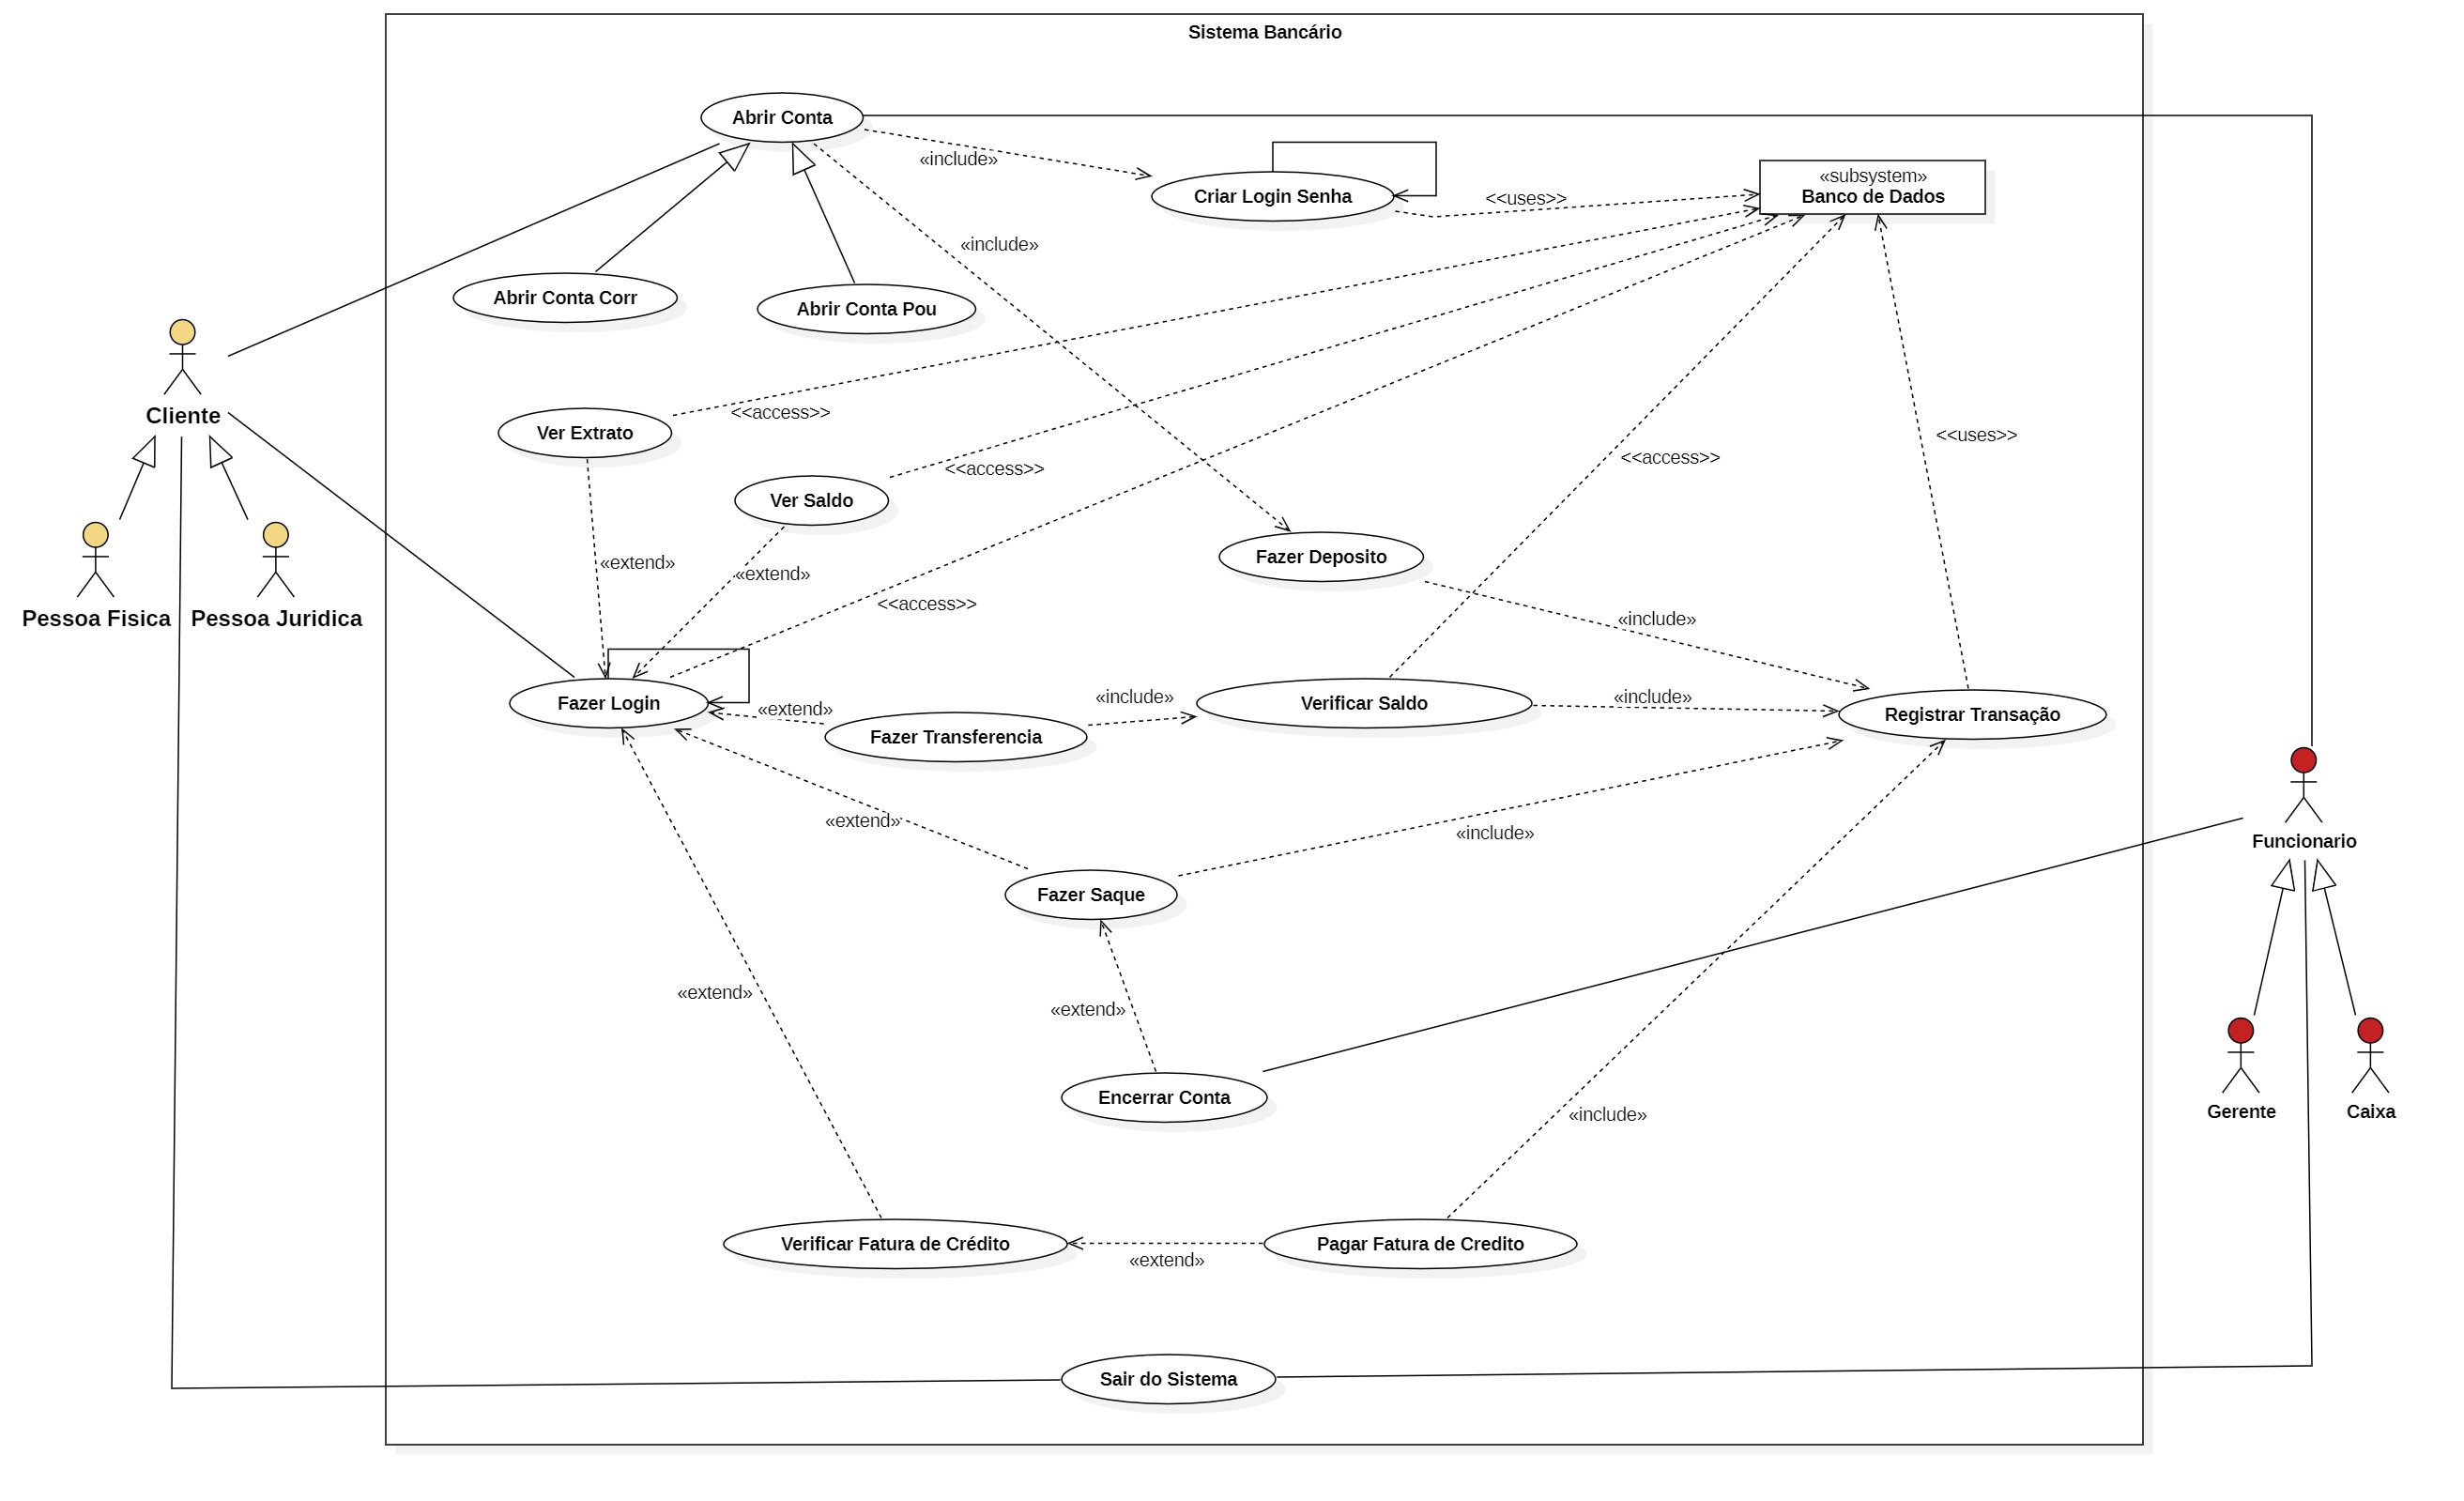 Sistema Bancário
Abrir Conta
«include»
«subsystem»
Banco de Dados
Criar Login Senha
<<uses>>
«include»
Abrir Conta Corr
Abrir Conta Pou
Cliente
<<access>>
Ver Extrato
<<uses>>
<<access>>
<<access>>
Ver Saldo
Fazer Deposito
«extend»
«extend»
<<access>>
Pessoa Fisica
Pessoa Juridica
«include»
Fazer Login
«extend»
«include»
Verificar Saldo
«include»
Registrar Transação
Fazer Transferencia
«extend»
«include»
Funcionario
Fazer Saque
«extend»
«extend»
Encerrar Conta
«include»
Gerente
Caixa
Verificar Fatura de Crédito
«extend»
Pagar Fatura de Credito
Sair do Sistema